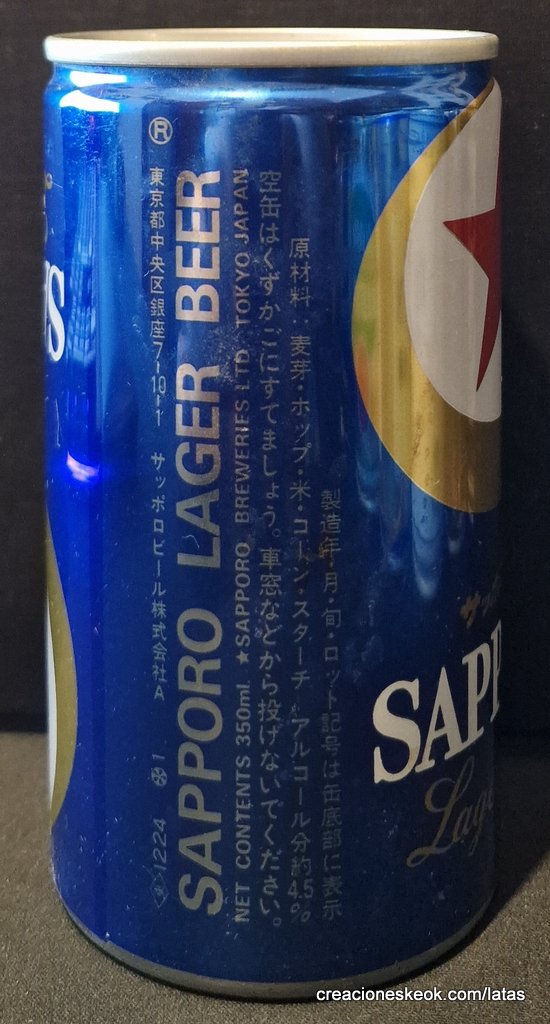 ®
東京都中央区銀座7-10-1 サッポロビール株式会社A
1224 1
SAPPORO LAGER BEER
NET CONTENTS 350ml. ★SAPPORO BREWERIES LTD. TOKYO JAPAN
空缶はくずかごにすてましょう。車窓などから投げないでください。
原材料:麦芽・ホップ・米・コーン・スターチ アルコール分約4.5%
製造年・月・旬・ロット記号は缶底部に表示
サッ
SAPP
Lage
S
creacioneskeok.com/latas